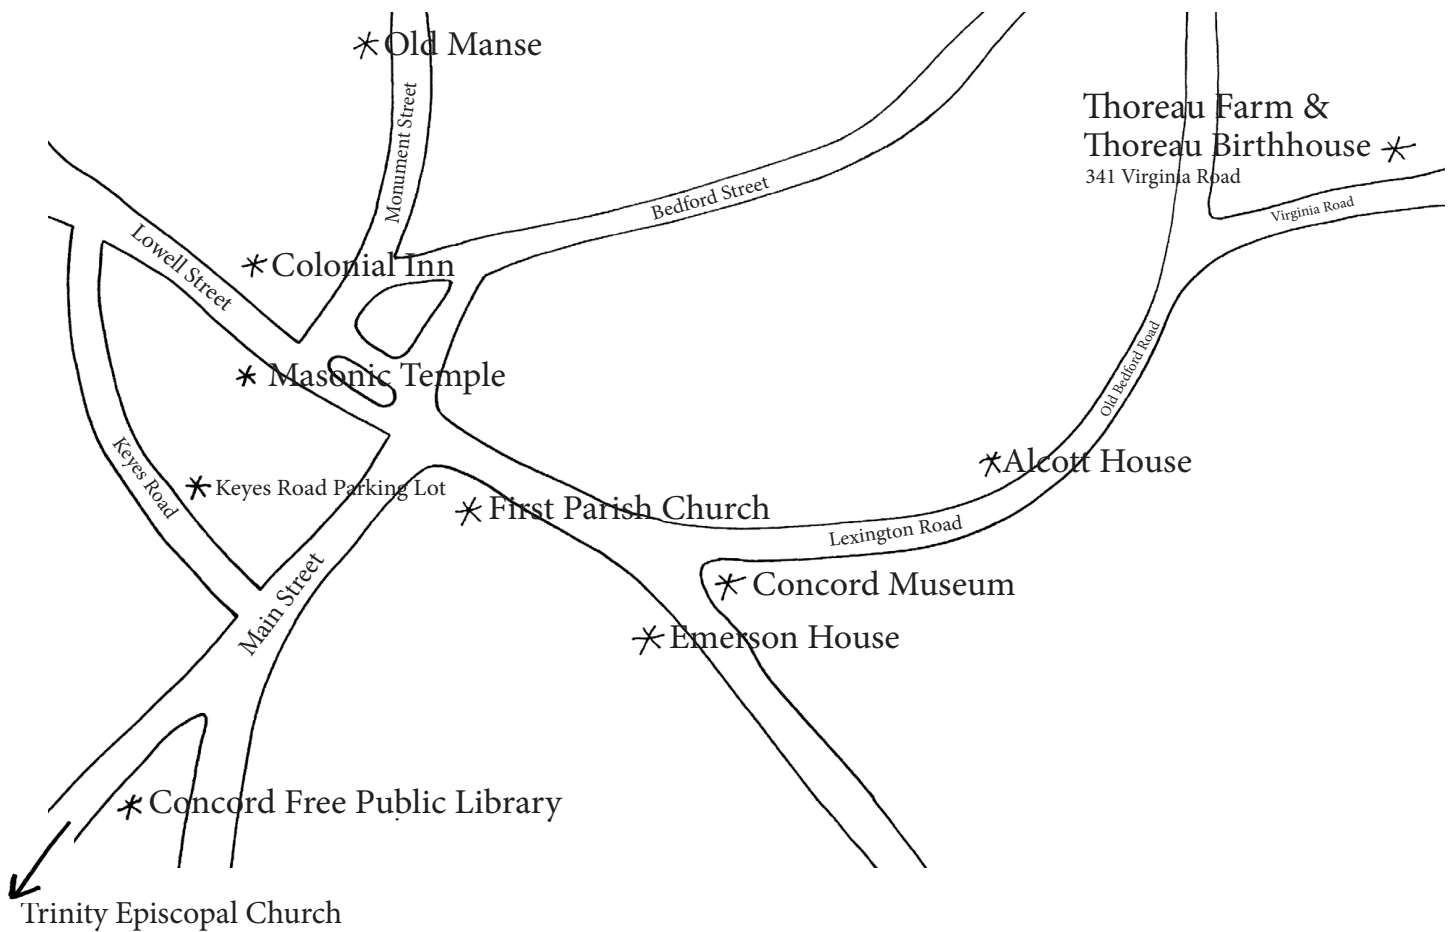 Old Manse
Monument Street
Thoreau Farm &
Thoreau Birthhouse
341 Virginia Road
Bedford Street
Virginia Road
Lowell Street
Colonial Inn
Old Bedford Road
Masonic Temple
Keyes Road
Alcott House
Keyes Road Parking Lot
First Parish Church
Lexington Road
Main Street
Concord Museum
Emerson House
Concord Free Public Library
Trinity Episcopal Church